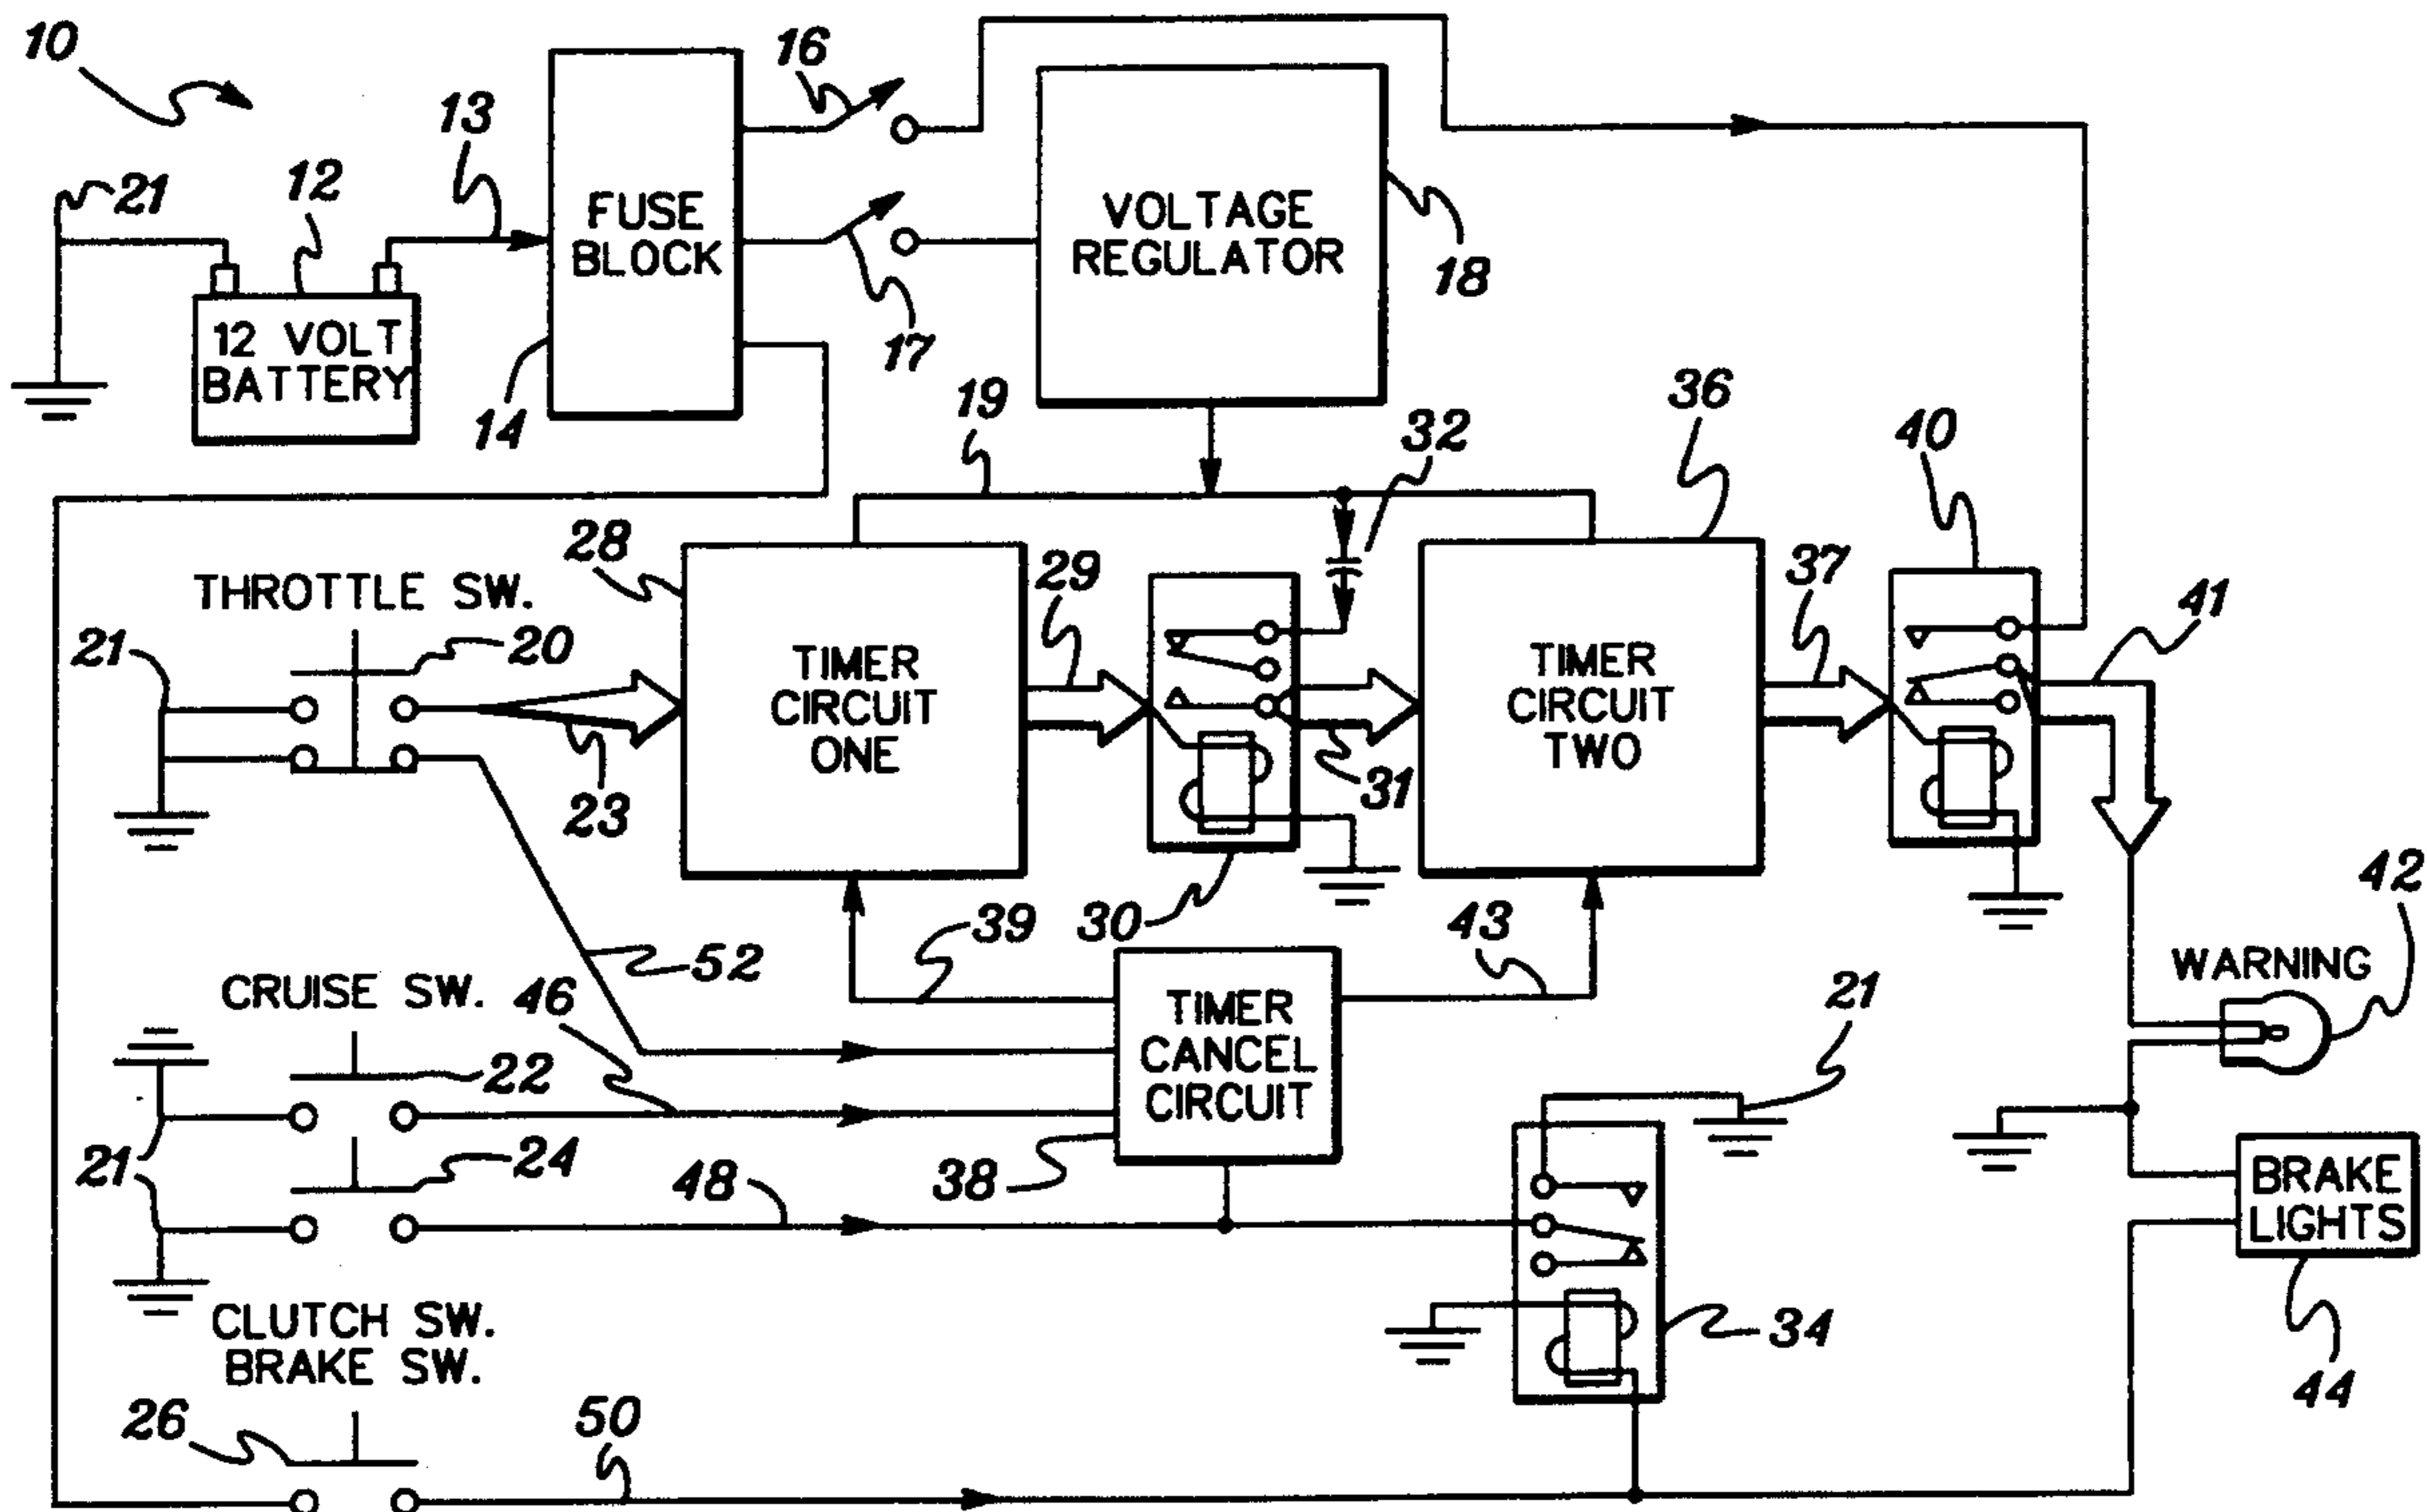 10
16
13
21
12
FUSE
BLOCK
VOLTAGE
REGULATOR
18
12 VOLT
BATTERY
17
14
19
32
36
40
28
29
37
41
THROTTLE SW.
20
21
TIMER
CIRCUIT
ONE
TIMER
CIRCUIT
TWO
23
31
30
39
43
42
52
WARNING
CRUISE SW.
46
21
TIMER
CANCEL
CIRCUIT
22
21
24
48
38
BRAKE
LIGHTS
CLUTCH SW.
BRAKE SW.
34
44
26
50